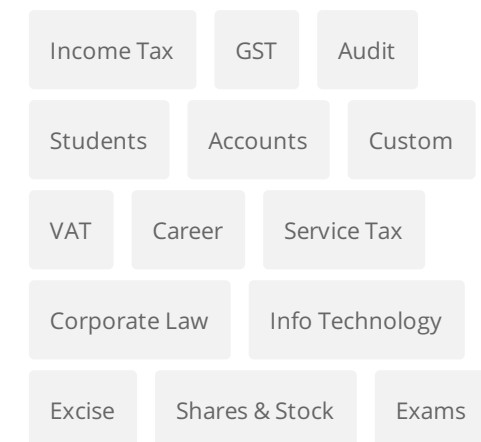 Income Tax GST Audit
Students Accounts Custom
VAT Career Service Tax
Corporate Law Info Technology
Excise Shares & Stock Exams